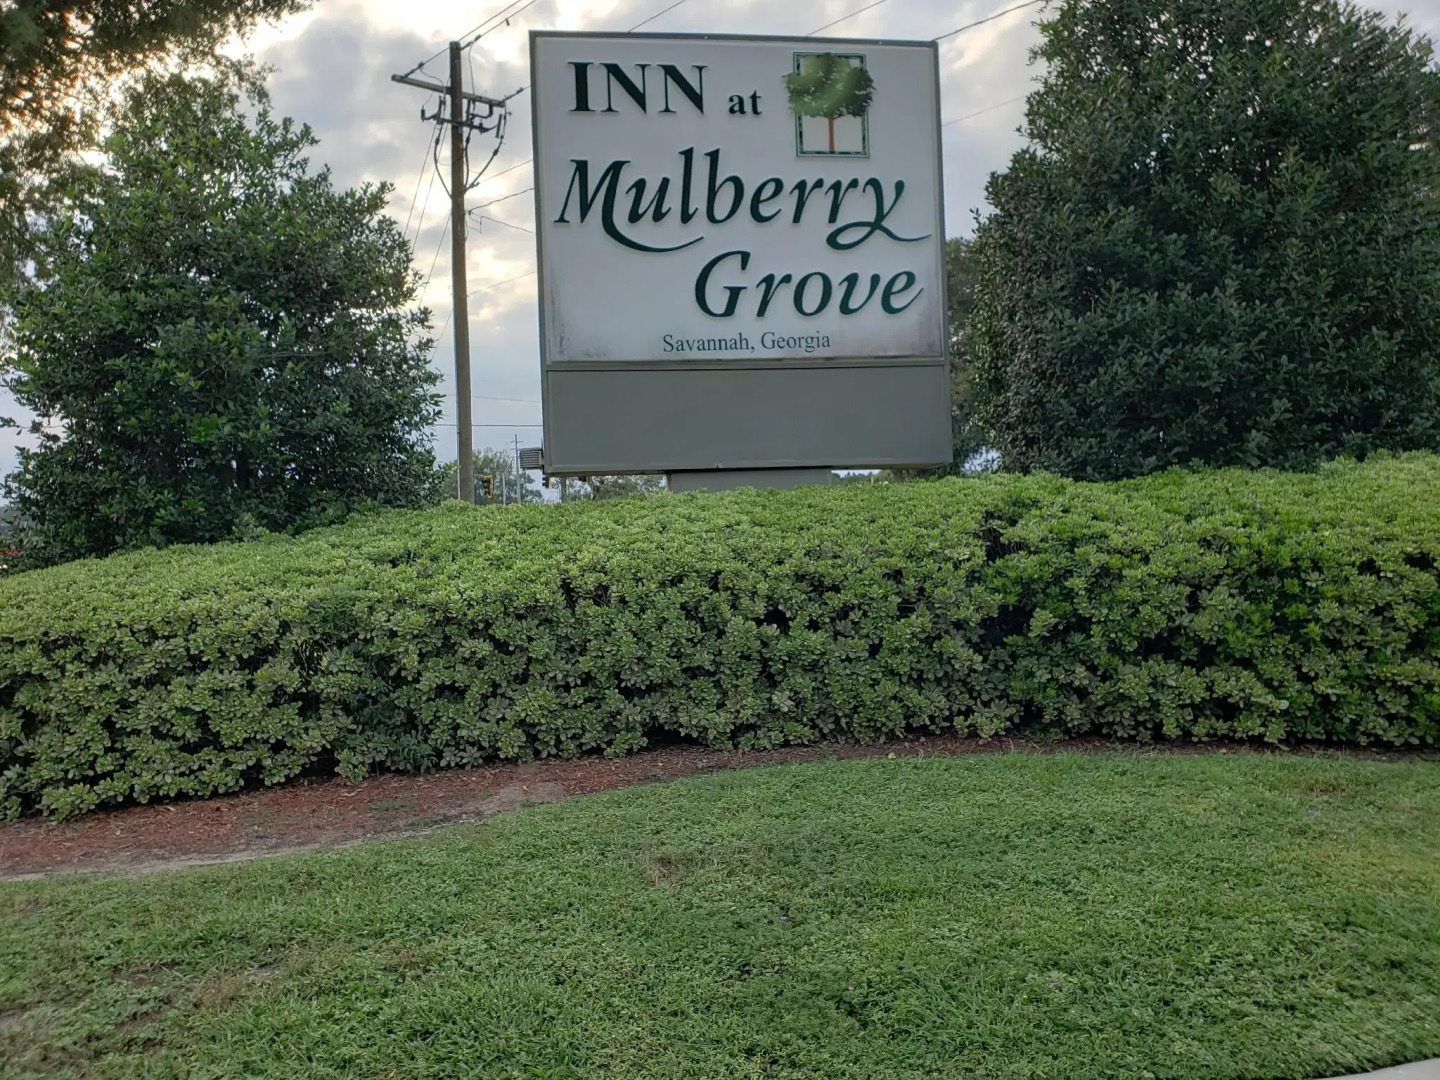 INN at
Mulberry
Grove
Savannah, Georgia